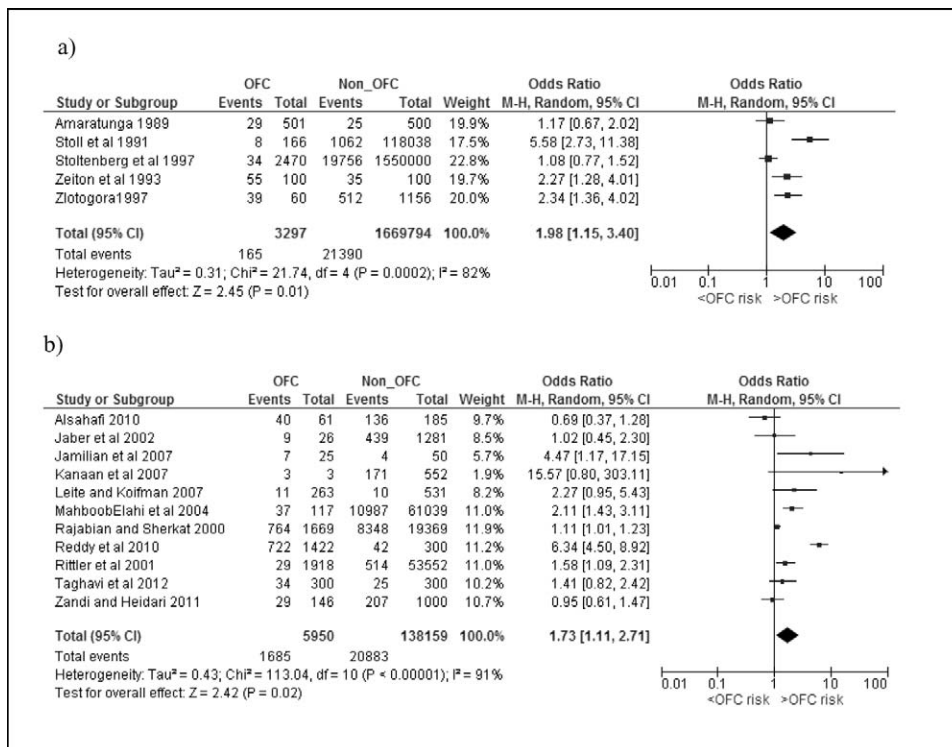 a)
OFC Non_OFC Odds Ratio Odds Ratio
Study or Subgroup Events Total Events Total Weight M-H, Random, 95% CI M-H, Random, 95% CI
Amaratunga 1989 29 501 25 500 19.9% 1.17 [0.67, 2.02]
Stoll et al 1991 8 166 1062 118038 17.5% 5.58 [2.73, 11.38]
Stoltenberg et al 1997 34 2470 19756 1550000 22.8% 1.08 [0.77, 1.52]
Zeiton et al 1993 55 100 35 100 19.7% 2.27 [1.28, 4.01]
Zlotogora1997 39 60 512 1156 20.0% 2.34 [1.36, 4.02]
Total (95% CI) 3297 1669794 100.0% 1.98 [1.15, 3.40]
Total events 165 21390
Heterogeneity: Tau² = 0.31; Chi² = 21.74, df = 4 (P = 0.0002); I² = 82%
Test for overall effect: Z = 2.45 (P = 0.01)
0.01 0.1 1 10 100
<OFC risk >OFC risk
b)
OFC Non_OFC Odds Ratio Odds Ratio
Study or Subgroup Events Total Events Total Weight M-H, Random, 95% CI M-H, Random, 95% CI
Alsahafi 2010 40 61 136 185 9.7% 0.69 [0.37, 1.28]
Jaber et al 2002 9 26 439 1281 8.5% 1.02 [0.45, 2.30]
Jamilian et al 2007 7 25 4 50 5.7% 4.47 [1.17, 17.15]
Kanaan et al 2007 3 3 171 552 1.9% 15.57 [0.80, 303.11]
Leite and Koifman 2007 11 263 10 531 8.2% 2.27 [0.95, 5.43]
MahboobElahi et al 2004 37 117 10987 61039 11.0% 2.11 [1.43, 3.11]
Rajabian and Sherkat 2000 764 1669 8348 19369 11.9% 1.11 [1.01, 1.23]
Reddy et al 2010 722 1422 42 300 11.2% 6.34 [4.50, 8.92]
Rittler et al 2001 29 1918 514 53552 11.1% 1.58 [1.09, 2.31]
Taghavi et al 2012 34 300 25 300 10.2% 1.41 [0.82, 2.42]
Zandi and Heidari 2011 29 146 207 1000 10.7% 0.95 [0.61, 1.47]
Total (95% CI) 5950 138159 100.0% 1.73 [1.11, 2.71]
Total events 1685 20883
Heterogeneity: Tau² = 0.43; Chi² = 113.04, df = 10 (P < 0.00001); I² = 91%
Test for overall effect: Z = 2.42 (P = 0.02)
0.01 0.1 1 10 100
<OFC risk >OFC risk